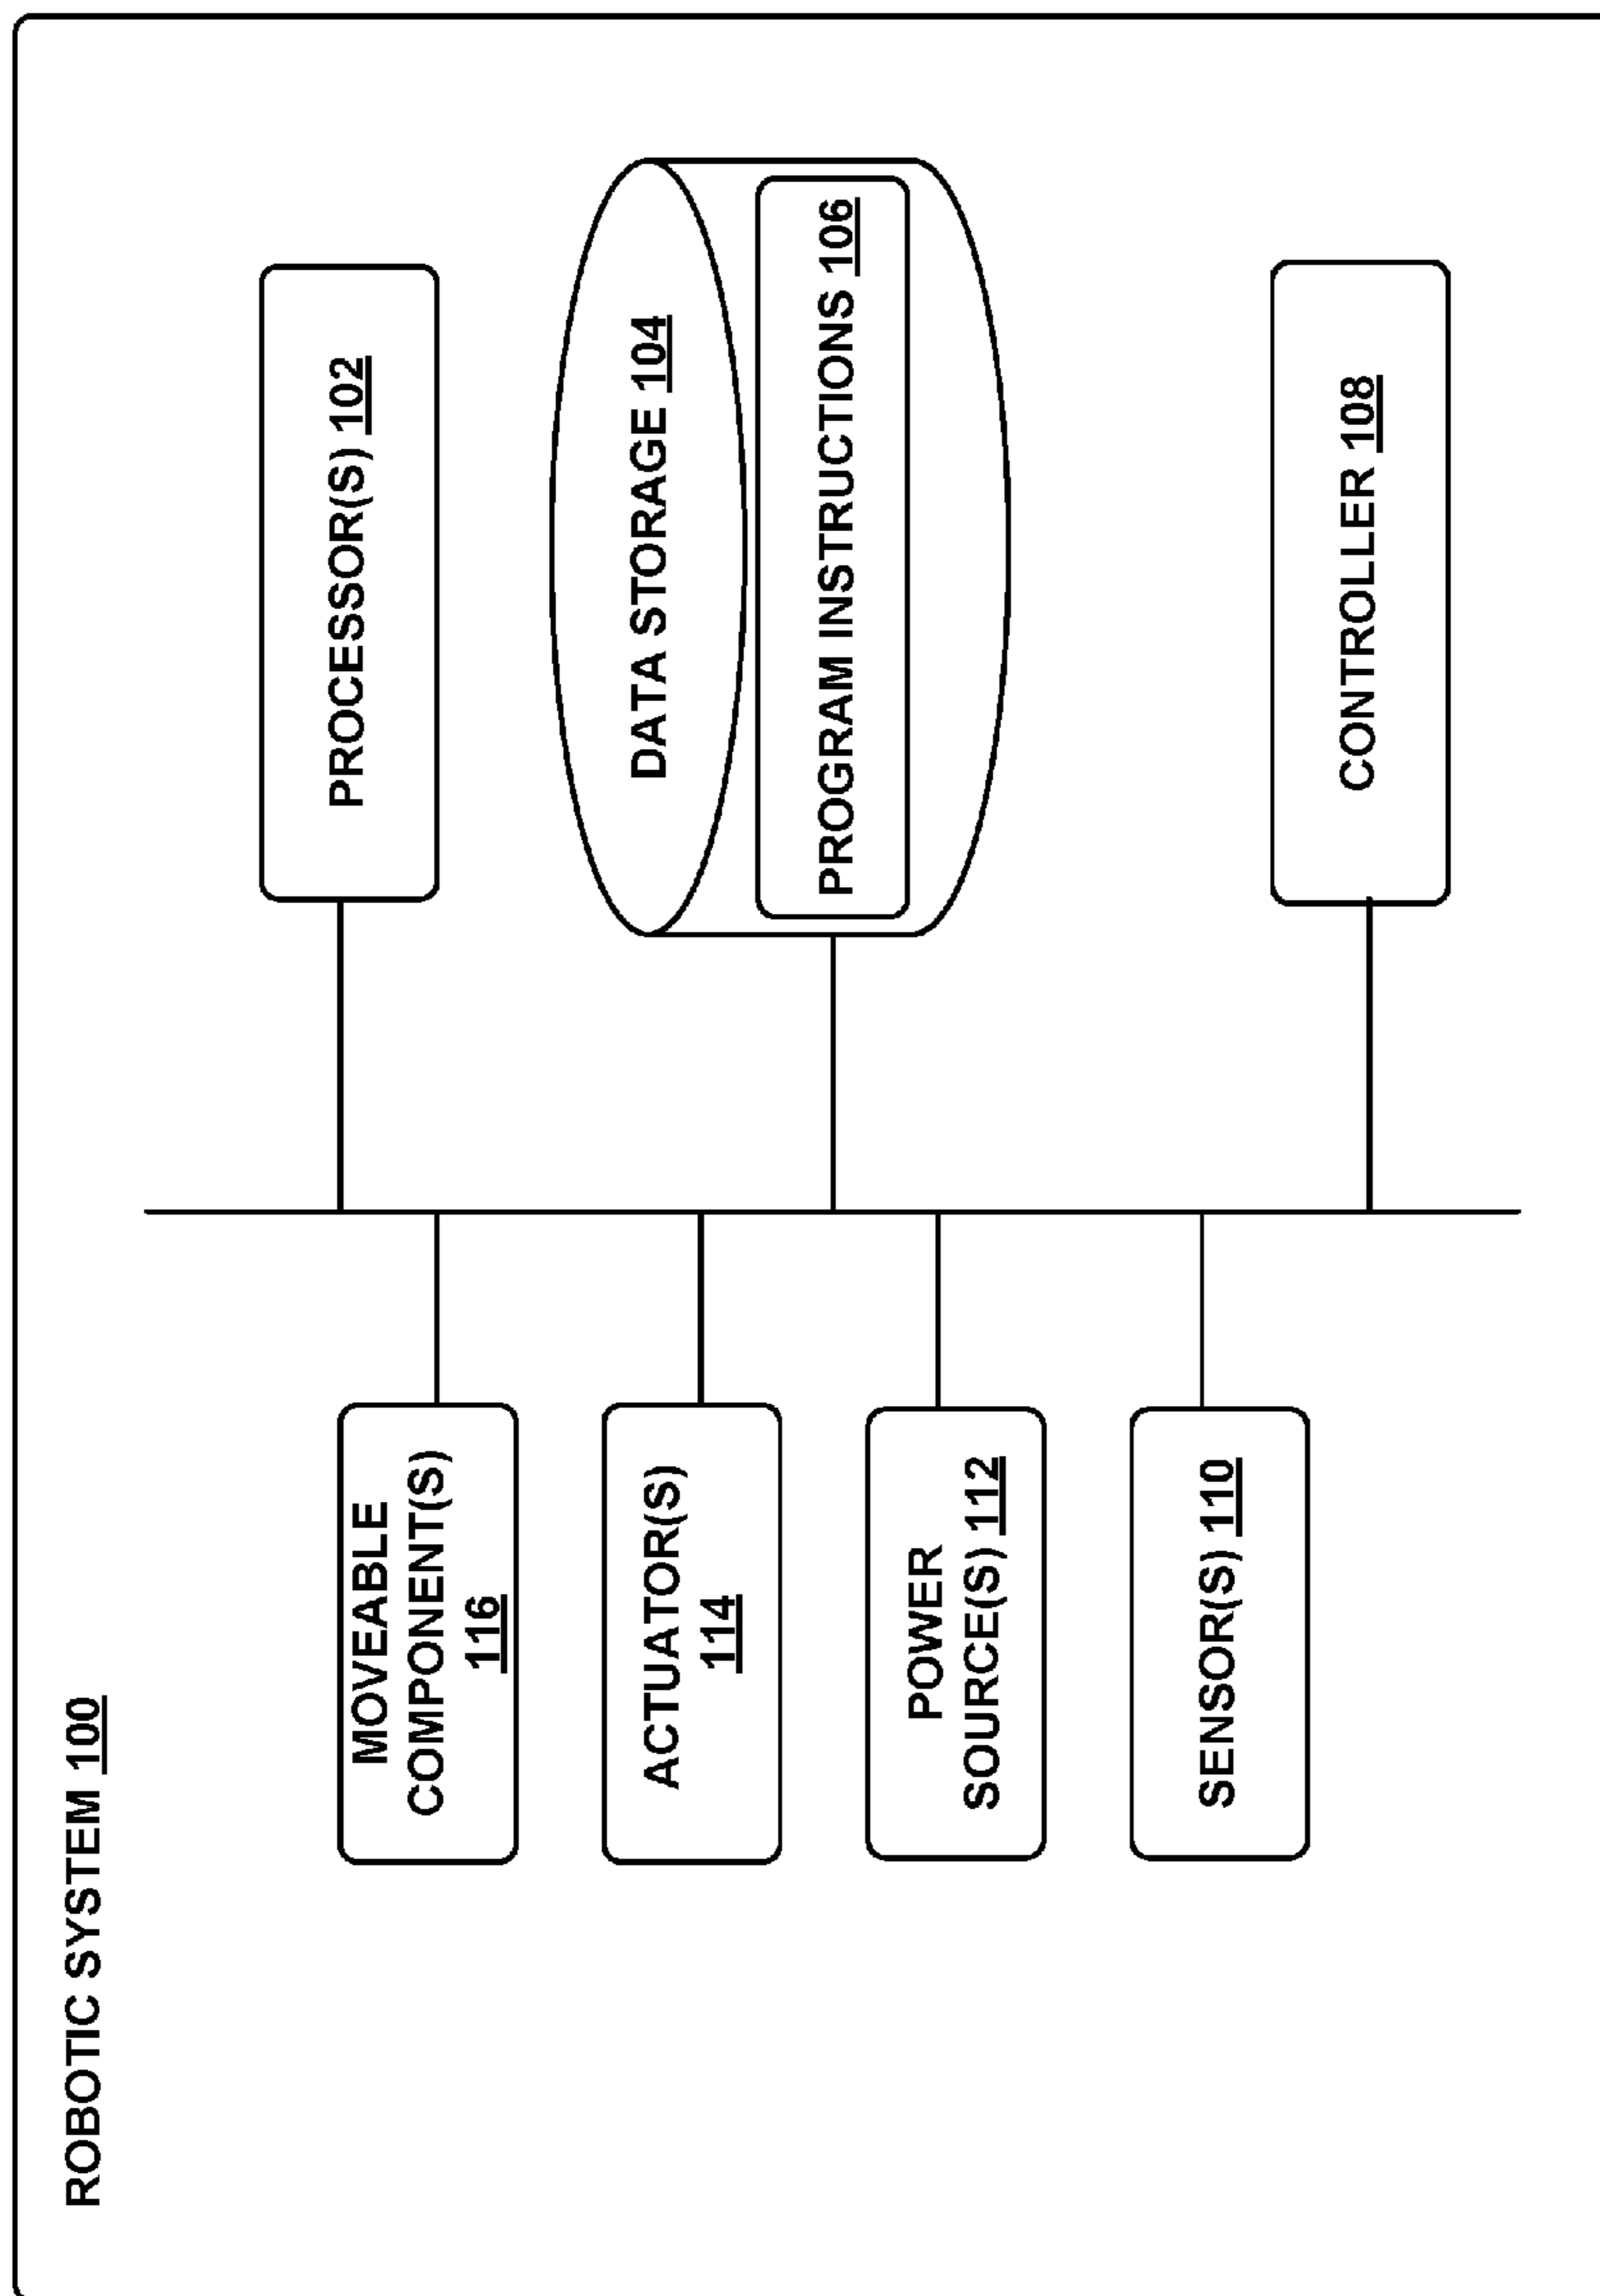 ROBOTIC SYSTEM 100
MOVEABLE
COMPONENT(S)
116
ACTUATOR(S)
114
POWER
SOURCE(S) 112
SENSOR(S) 110
PROCESSOR(S) 102
DATA STORAGE 104
PROGRAM INSTRUCTIONS 106
CONTROLLER 108